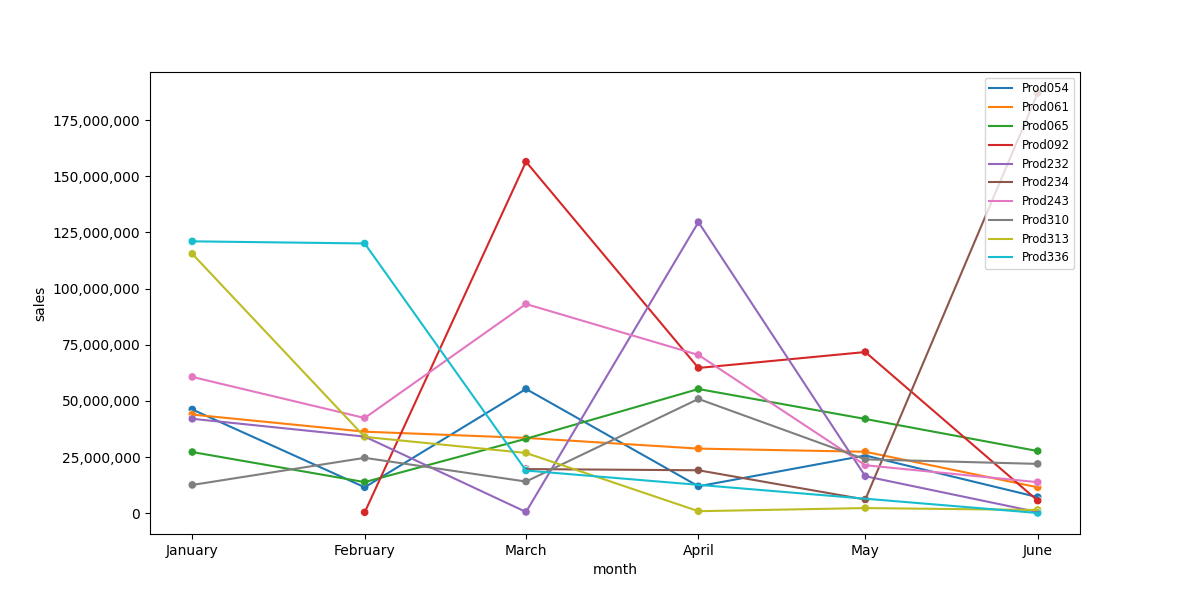 175,000,000
150,000,000
125,000,000
100,000,000
75,000,000
50,000,000
25,000,000
0
sales
January February March April May June
month
Prod054
Prod061
Prod065
Prod092
Prod232
Prod234
Prod243
Prod310
Prod313
Prod336